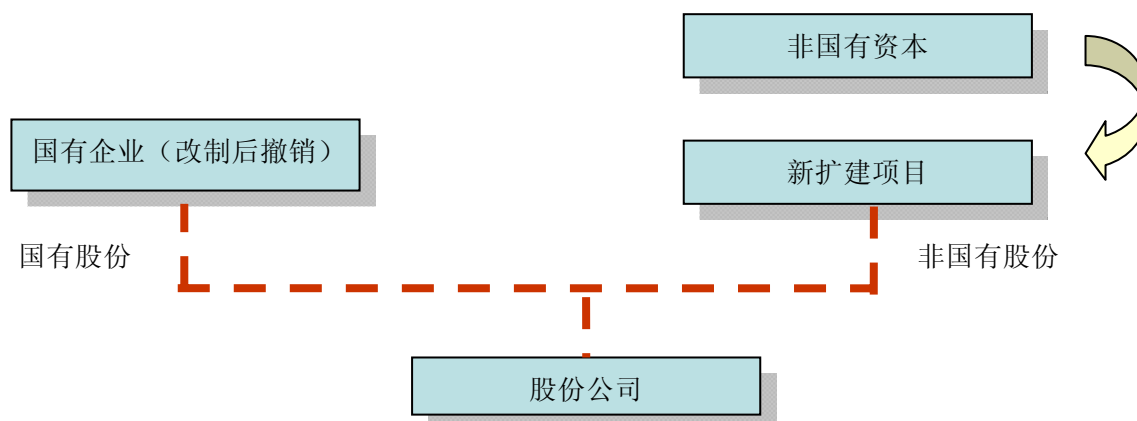 非国有资本
国有企业（改制后撤销）
新扩建项目
国有股份
非国有股份
股份公司